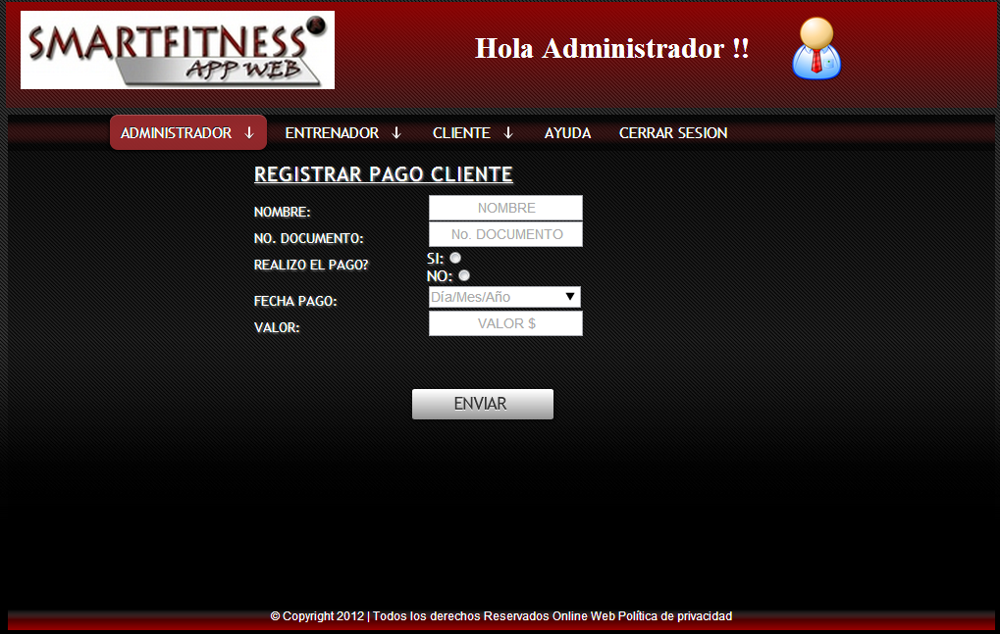 SMARTFITNESS
APP WEB
Hola Administrador !!
ADMINISTRADOR ↓ ENTRENADOR ↓ CLIENTE ↓ AYUDA CERRAR SESION
REGISTRAR PAGO CLIENTE
NOMBRE: NOMBRE
NO. DOCUMENTO: No. DOCUMENTO
REALIZO EL PAGO? SI:
NO:
FECHA PAGO: Día/Mes/Año
VALOR: VALOR $
ENVIAR
© Copyright 2012 | Todos los derechos Reservados Online Web Política de privacidad